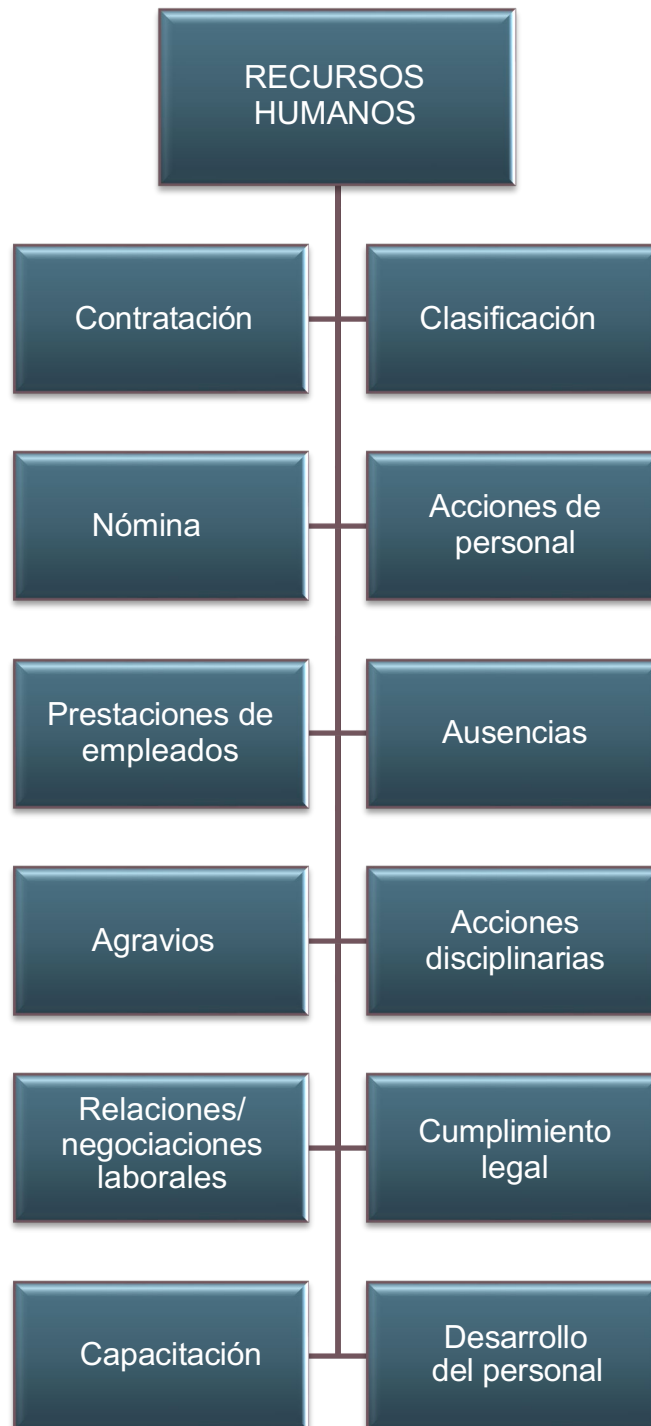 RECURSOS
HUMANOS
Contratación
Clasificación
Nómina
Acciones de
personal
Prestaciones de
empleados
Ausencias
Agravios
Acciones
disciplinarias
Relaciones/
negociaciones
laborales
Cumplimiento
legal
Capacitación
Desarrollo
del personal